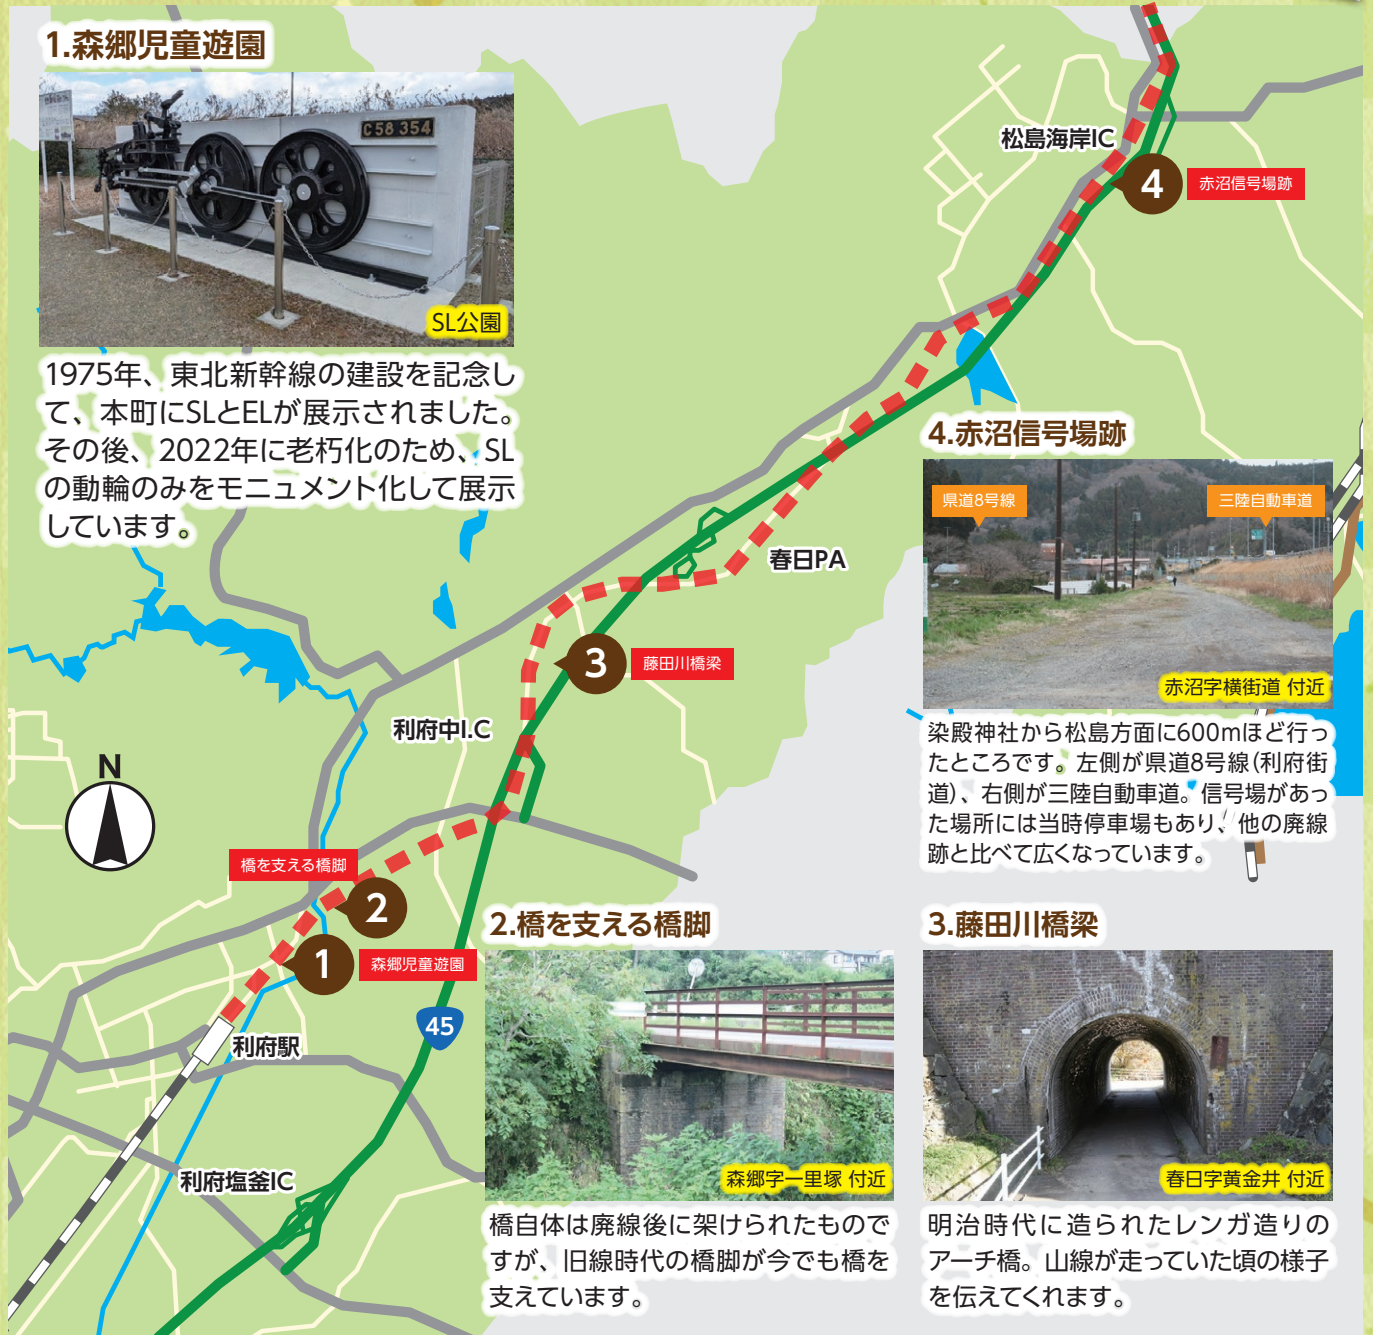 1.森郷児童遊園
C58 354
SL公園
1975年、東北新幹線の建設を記念し
て、本町にSLとELが展示されました。
その後、2022年に老朽化のため、SL
の動輪のみをモニュメント化して展示
しています。
松島海岸IC
4
赤沼信号場跡
春日PA
3
藤田川橋梁
利府中I.C
N
橋を支える橋脚
2
1
森郷児童遊園
45
利府駅
利府塩釜IC
4.赤沼信号場跡
県道8号線
三陸自動車道
赤沼字横街道 付近
染殿神社から松島方面に600mほど行っ
たところです。左側が県道8号線(利府街
道)、右側が三陸自動車道。信号場があっ
た場所には当時停車場もあり、他の廃線
跡と比べて広くなっています。
2.橋を支える橋脚
森郷字一里塚 付近
橋自体は廃線後に架けられたもので
すが、旧線時代の橋脚が今でも橋を
支えています。
3.藤田川橋梁
春日字黄金井 付近
明治時代に造られたレンガ造りの
アーチ橋。山線が走っていた頃の様子
を伝えてくれます。